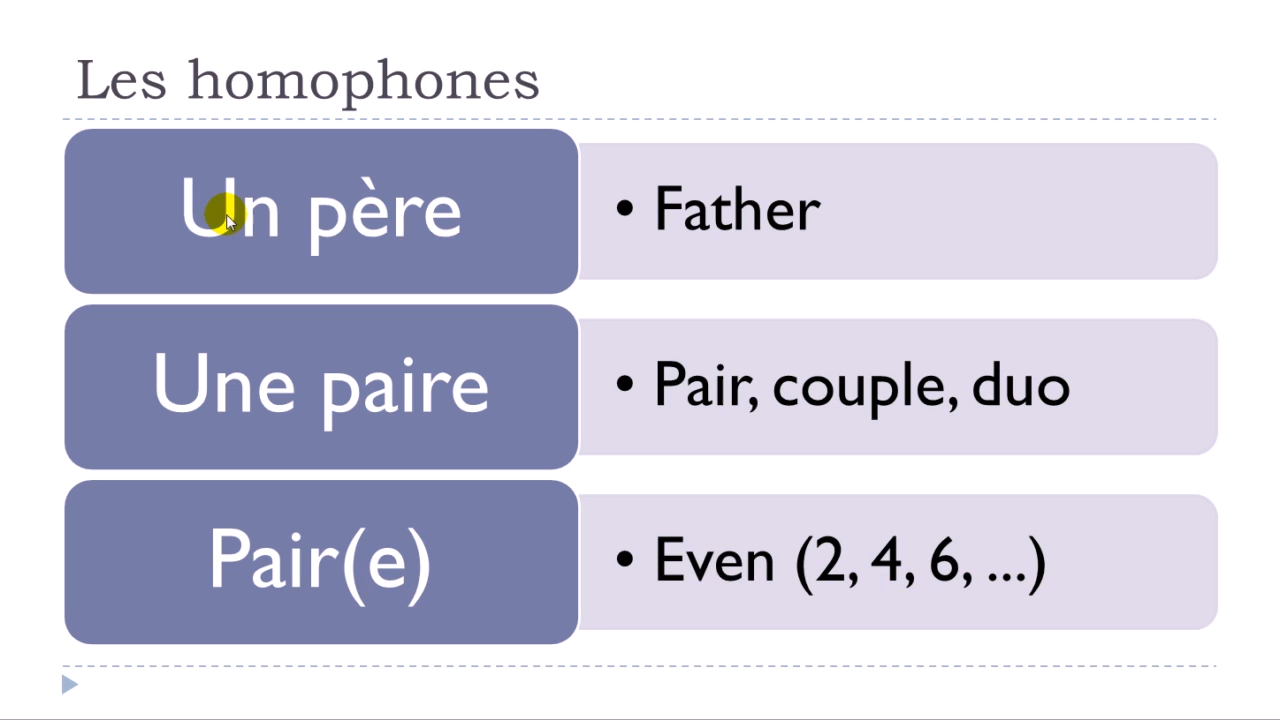 Les homophones
Un père
• Father
Une paire
• Pair, couple, duo
Pair(e)
• Even (2, 4, 6, ...)